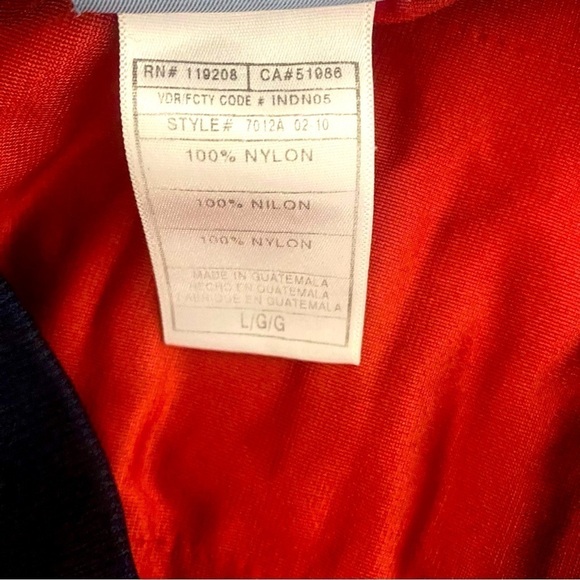 RN# 119208 CA#51986
VDR/FCTY CODE # INDN05
STYLE# 7012A 02-10
100% NYLON
100% NILON
100% NYLON
MADE IN GUATEMALA
HECHO EN GUATEMALA
FABRIQUE EN GUATEMALA
L/G/G